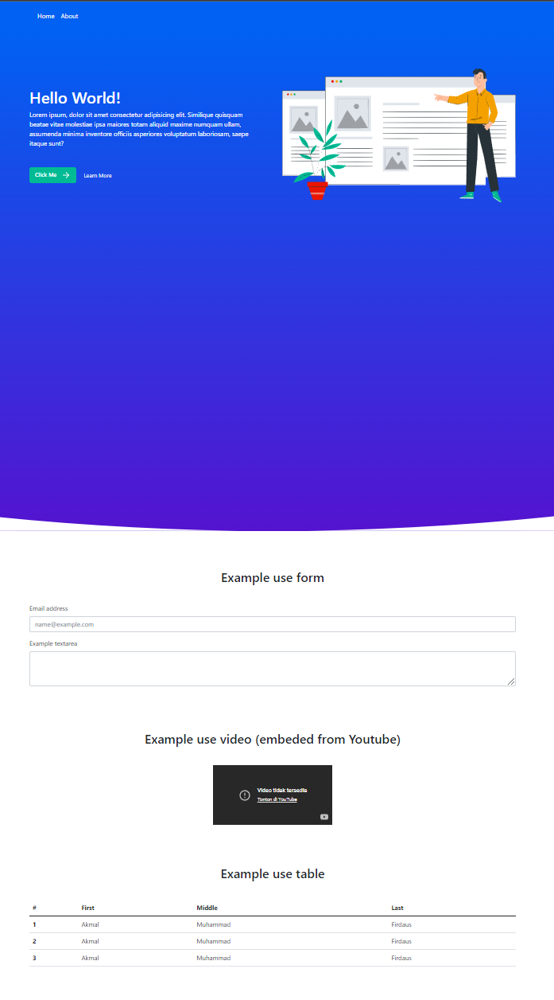 Home About
Hello World!
Lorem ipsum, dolor sit amet consectetur adipisicing elit. Similique quisquam
beatae vitae molestiae ipsa maiores totam aliquid maxime numquam ullam,
assumenda minima inventore officiis asperiores voluptatum laboriosam, saepe
itaque sunt?
Click Me
Learn More
Example use form
Email address
name@example.com
Example textarea
Example use video (embeded from Youtube)
Video tidak tersedia
Tonton di YouTube
Example use table
# First Middle Last
1 Akmal Muhammad Firdaus
2 Akmal Muhammad Firdaus
3 Akmal Muhammad Firdaus